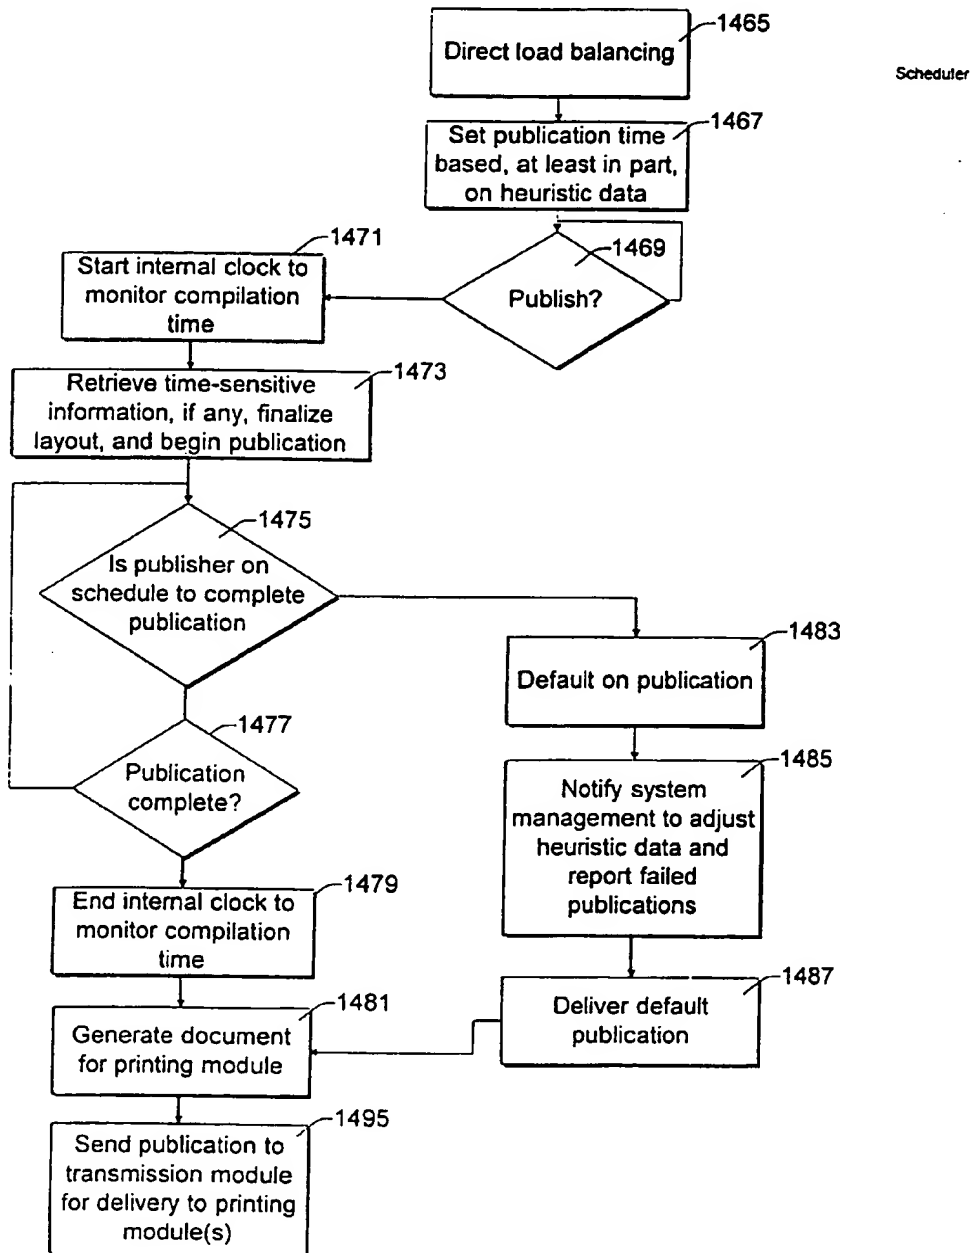 1465
Direct load balancing
Scheduler
1467
Set publication time
based, at least in part,
on heuristic data
1471
Start internal clock to
monitor compilation
time
1469
Publish?
1473
Retrieve time-sensitive
information, if any, finalize
layout, and begin publication
1475
Is publisher on
schedule to complete
publication
1483
Default on publication
1477
Publication
complete?
1485
Notify system
management to adjust
heuristic data and
report failed
publications
1479
End internal clock to
monitor compilation
time
1487
Deliver default
publication
1481
Generate document
for printing module
1495
Send publication to
transmission module
for delivery to printing
module(s)